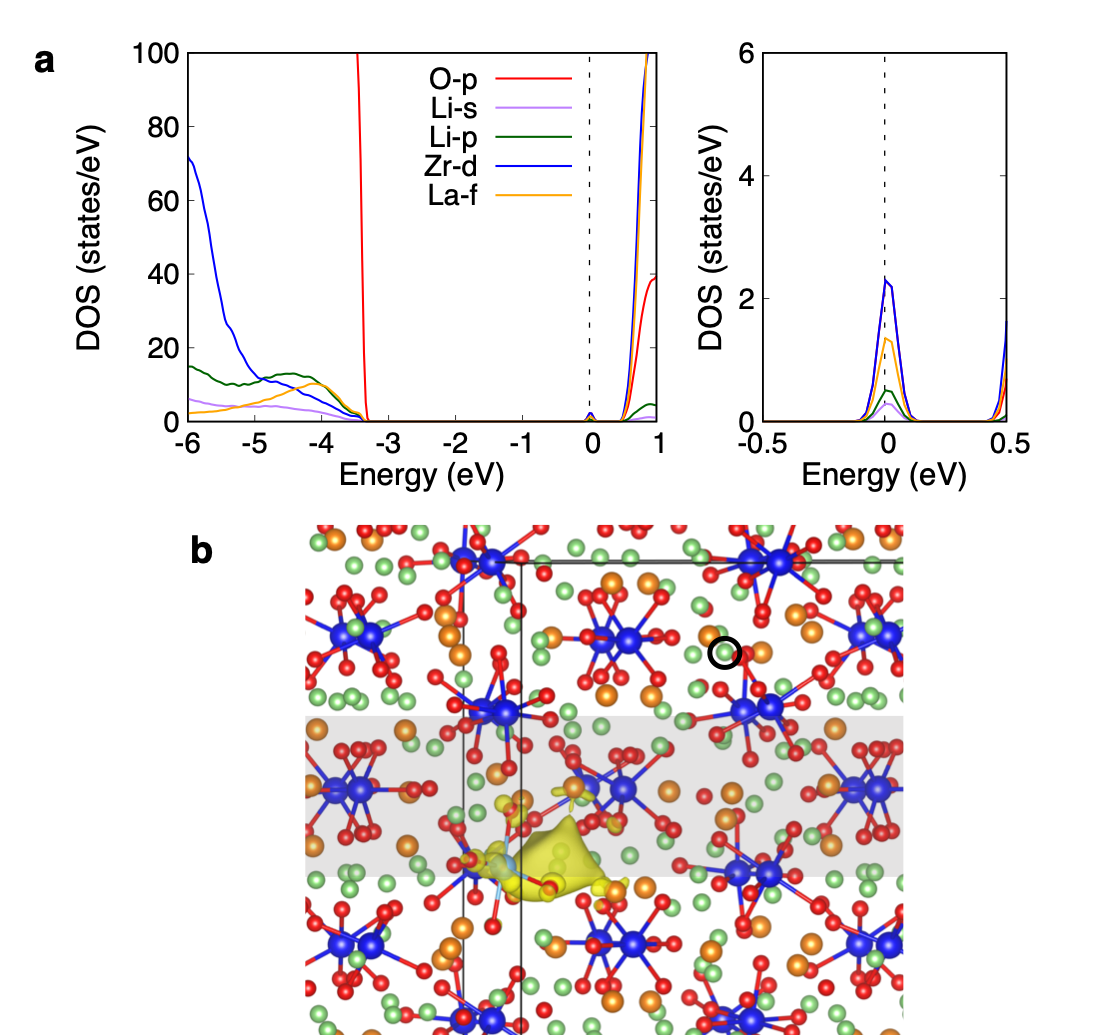 a
DOS (states/eV)
100
80
60
40
20
0
-6 -5 -4 -3 -2 -1 0 1
Energy (eV)
O-p
Li-s
Li-p
Zr-d
La-f
DOS (states/eV)
6
4
2
0
-0.5 0 0.5
Energy (eV)
b